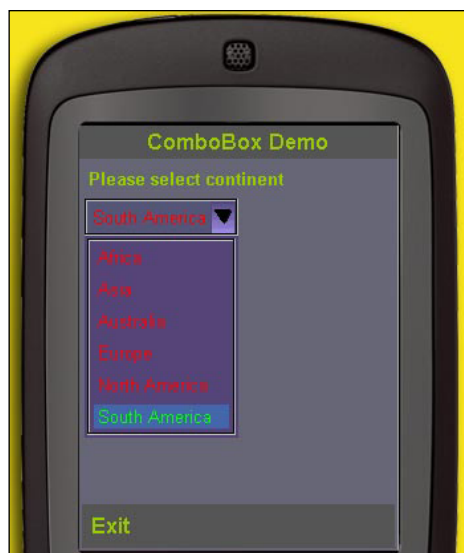 ComboBox Demo
Please select continent
South America
Africa
Asia
Australia
Europe
North America
South America
Exit